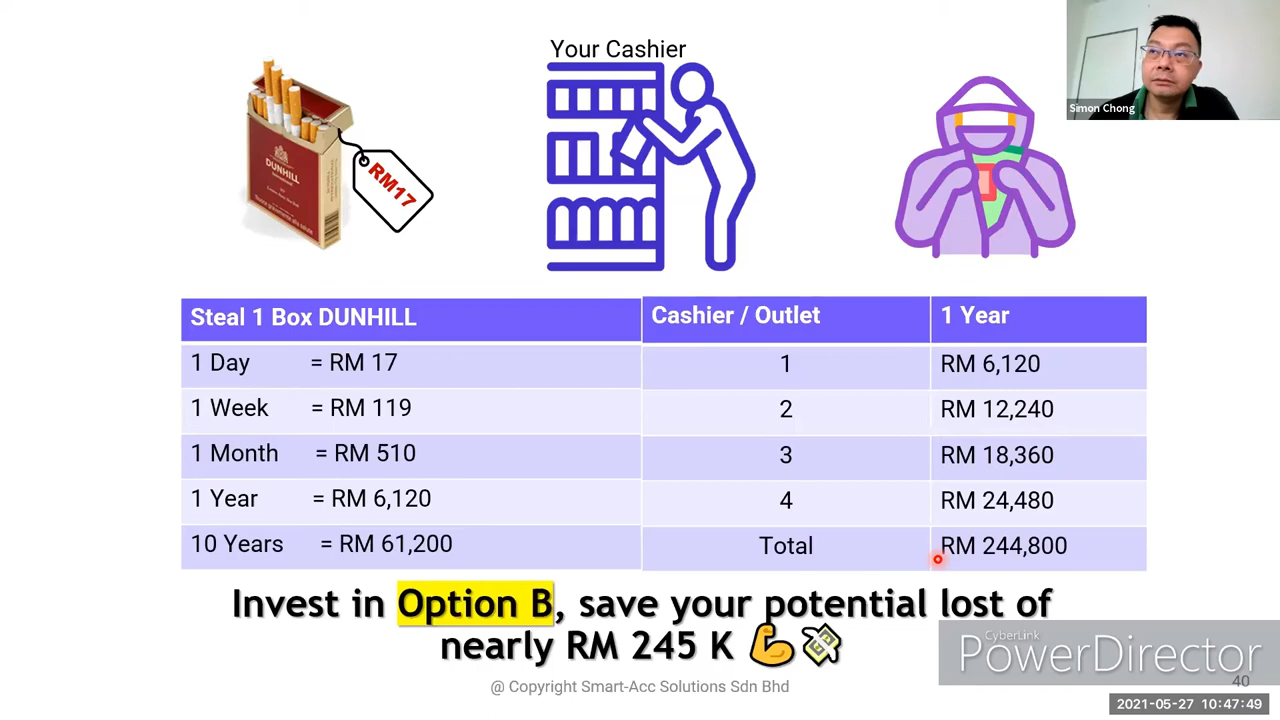 Your Cashier
Simon Chong
DUNHILL
RM17
Steal 1 Box DUNHILL
Cashier / Outlet
1 Year
1 Day = RM 17
1
RM 6,120
1 Week = RM 119
2
RM 12,240
1 Month = RM 510
3
RM 18,360
1 Year = RM 6,120
4
RM 24,480
10 Years = RM 61,200
Total
RM 244,800
Invest in Option B, save your potential lost of
nearly RM 245 K 💪💸
CyberLink
PowerDirector
40
@ Copyright Smart-Acc Solutions Sdn Bhd
2021-05-27 10:47:49